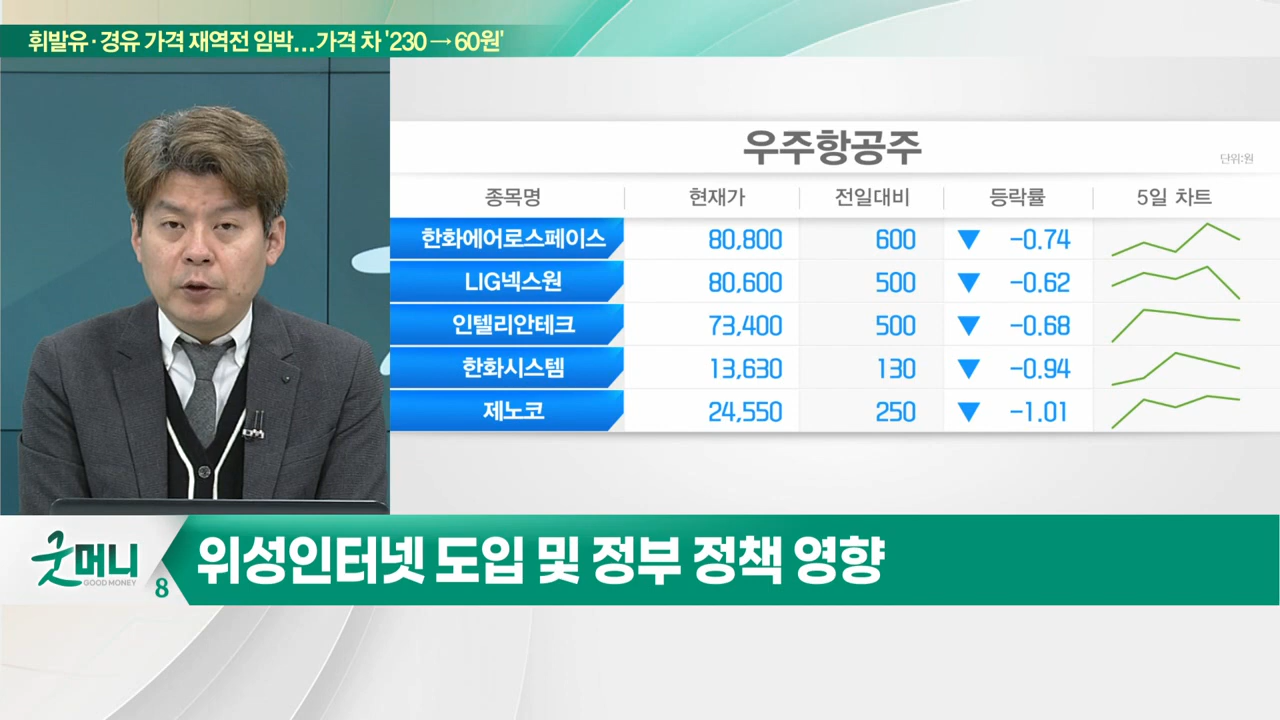 휘발유·경유 가격 재역전 임박...가격 차 '230→60원'
우주항공주
단위:원
종목명 현재가 전일대비 등락률 5일 차트
한화에어로스페이스 80,800 600 ▼ -0.74
LIG넥스원 80,600 500 ▼ -0.62
인텔리안테크 73,400 500 ▼ -0.68
한화시스템 13,630 130 ▼ -0.94
제노코 24,550 250 ▼ -1.01
굿머니
GOOD MONEY
8
위성인터넷 도입 및 정부 정책 영향